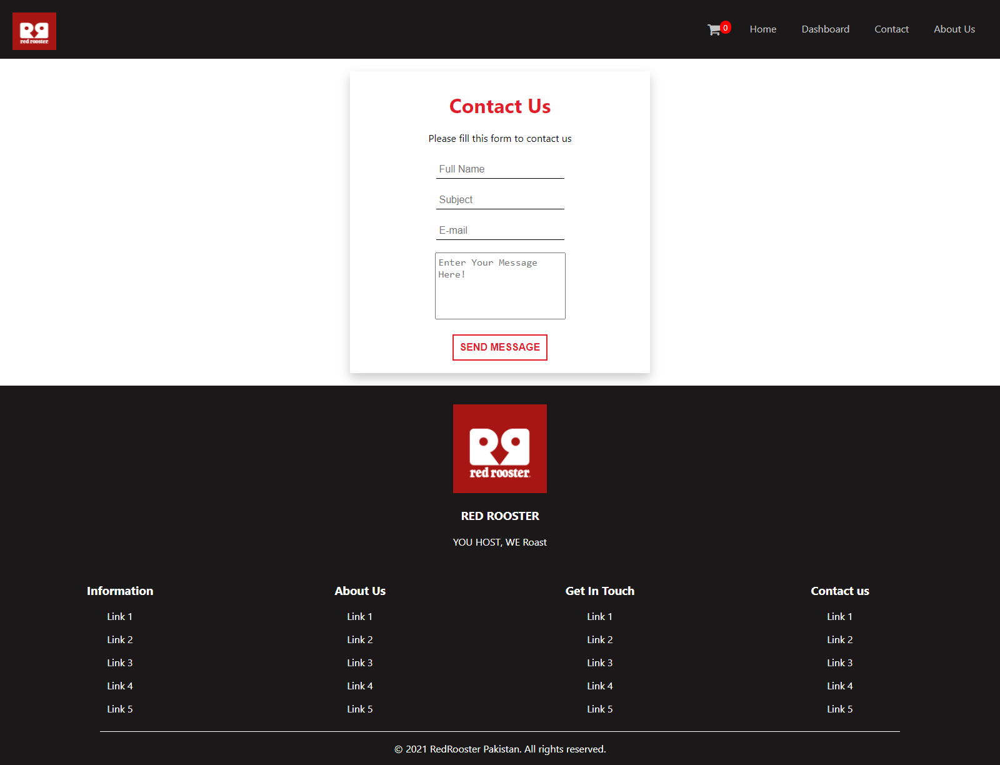 red rooster
0
Home
Dashboard
Contact
About Us
Contact Us
Please fill this form to contact us
Full Name
Subject
E-mail
Enter Your Message
Here!
SEND MESSAGE
red rooster
RED ROOSTER
YOU HOST, WE Roast
Information
Link 1
Link 2
Link 3
Link 4
Link 5
About Us
Link 1
Link 2
Link 3
Link 4
Link 5
Get In Touch
Link 1
Link 2
Link 3
Link 4
Link 5
Contact us
Link 1
Link 2
Link 3
Link 4
Link 5
© 2021 RedRooster Pakistan. All rights reserved.